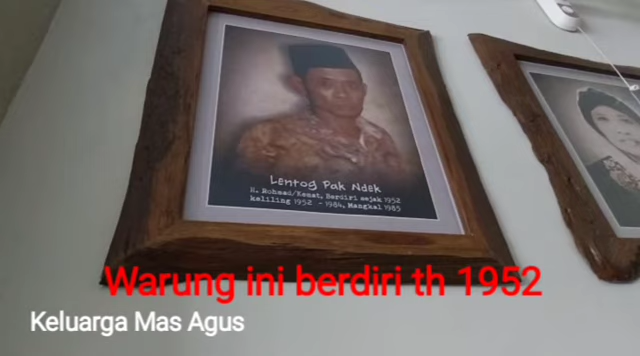 Lentog Pak Ndek
H. Rohmad/Kenat, Berdiri sejak 1952
keliling 1952 - 1984, Mangkal 1985
Warung ini berdiri th 1952
Keluarga Mas Agus